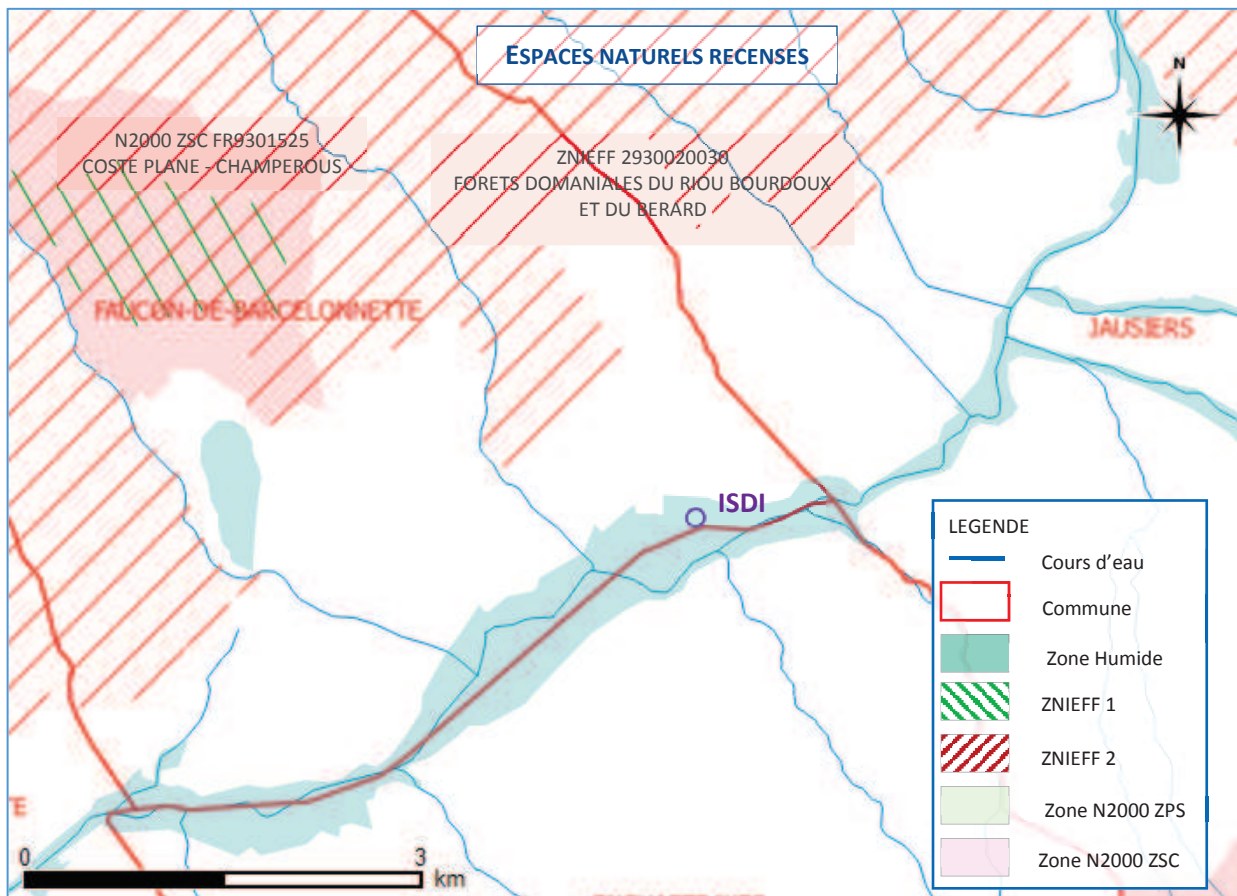 ESPACES NATURELS RECENSES
N
N2000 ZSC FR9301525
COSTE PLANE - CHAMPEROUS
ZNIEFF 2930020030
FORETS DOMANIALES DU RIOU BOURDOUX
ET DU BERARD
FAUCON-DE-BARCELONNETTE
JAUSIERS
ISDI
LEGENDE
Cours d'eau
Commune
Zone Humide
ZNIEFF 1
ZNIEFF 2
Zone N2000 ZPS
Zone N2000 ZSC
TE
0
3
km